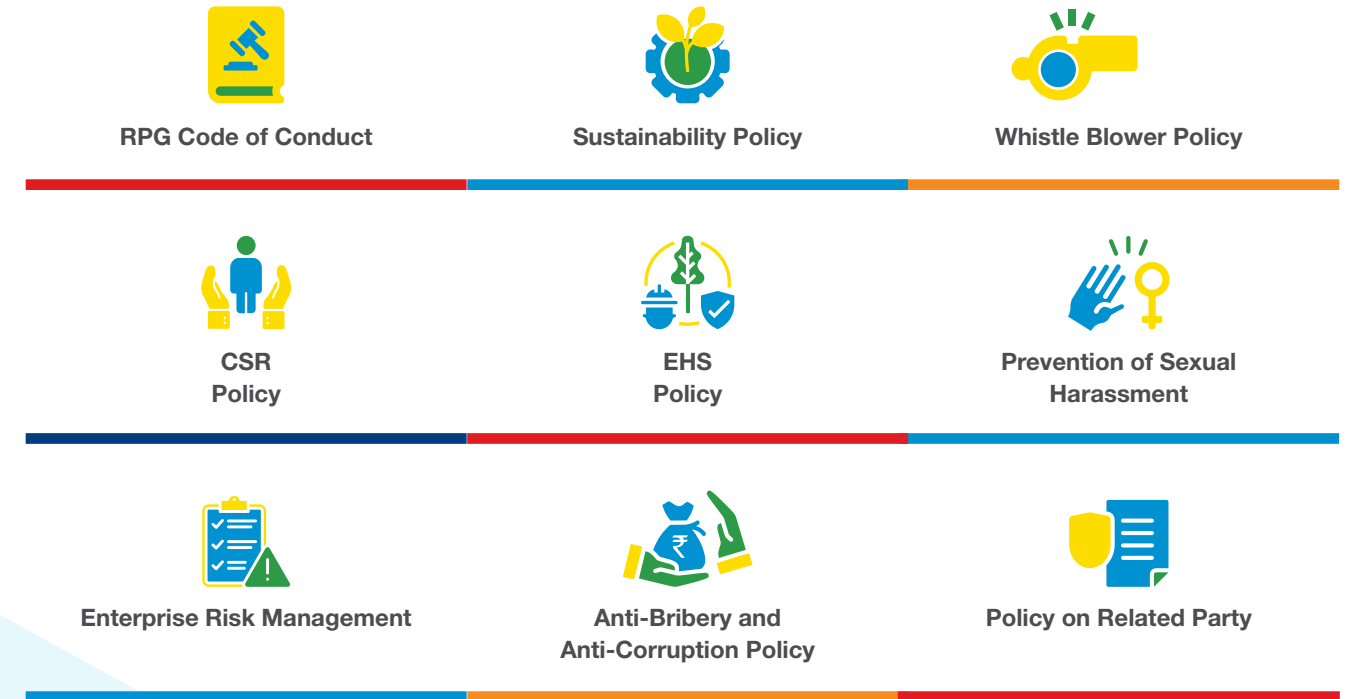 RPG Code of Conduct
Sustainability Policy
Whistle Blower Policy
CSR
Policy
EHS
Policy
Prevention of Sexual
Harassment
₹
Enterprise Risk Management
Anti-Bribery and
Anti-Corruption Policy
Policy on Related Party